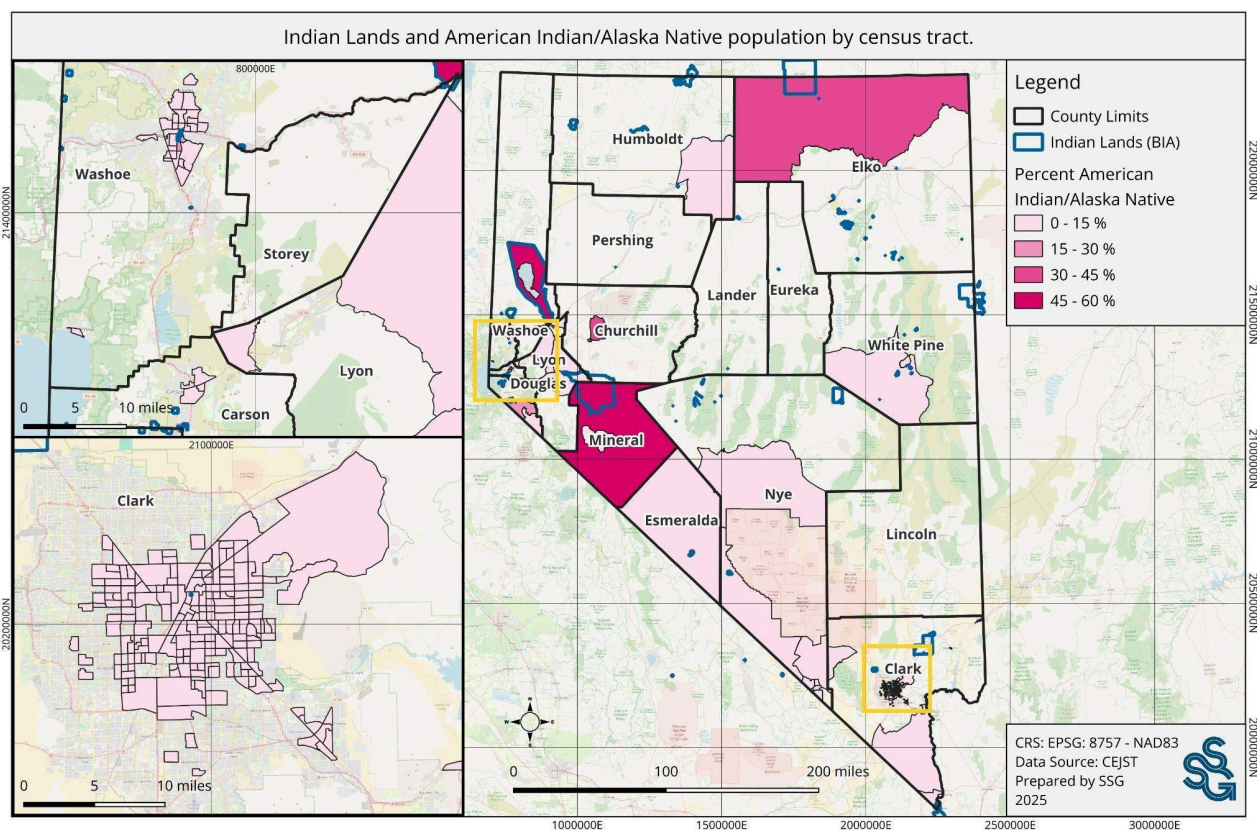 Indian Lands and American Indian/Alaska Native population by census tract.
800000E
Washoe
Storey
Lyon
Carson
2140000N
0 5 10 miles
2100000E
Clark
2020000N
0 5 10 miles
Humboldt
Elko
Pershing
Lander
Eureka
Washoe
Churchill
White Pine
Lyon
Douglas
Mineral
Nye
Esmeralda
Lincoln
Clark
N
W E
S
0 100 200 miles
1000000E 1500000E 2000000E 2500000E 3000000E
2200000N
2150000N
2100000N
2050000N
2000000N
Legend
County Limits
Indian Lands (BIA)
Percent American
Indian/Alaska Native
0 - 15 %
15 - 30 %
30 - 45 %
45 - 60 %
CRS: EPSG: 8757 - NAD83
Data Source: CEJST
Prepared by SSG
2025
SSG